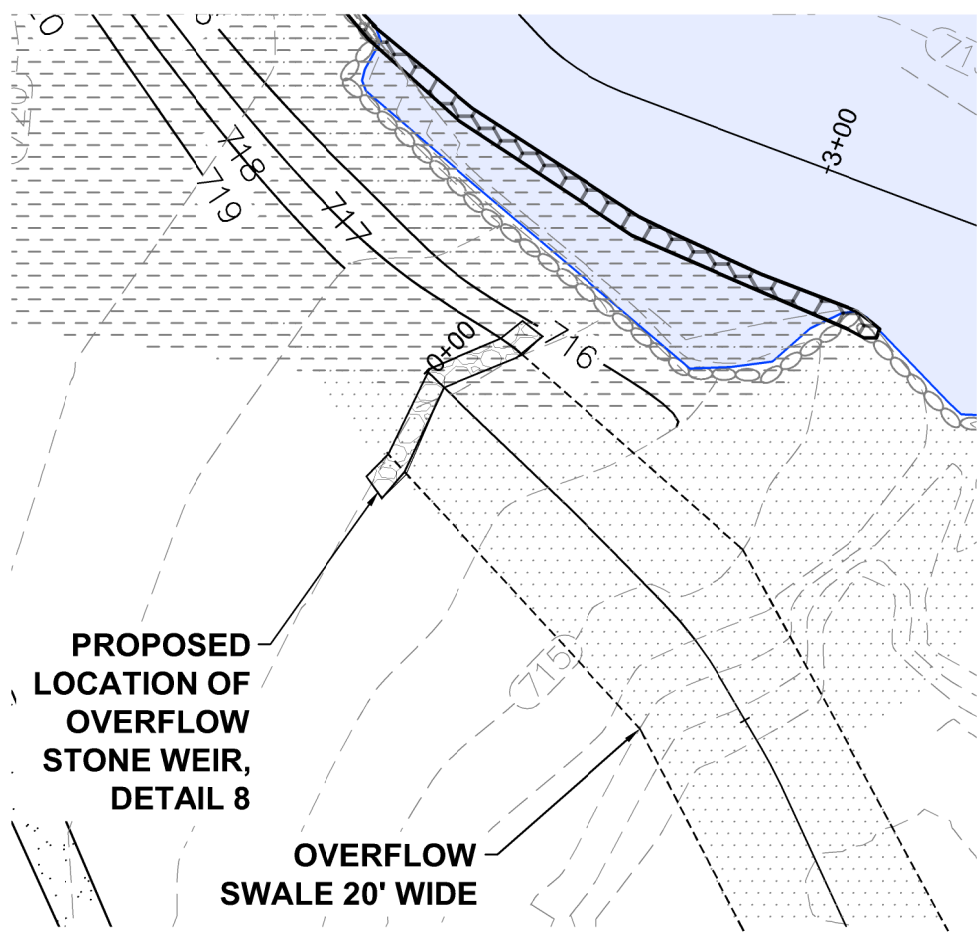 3+00
718
719
717
716
0+00
715
PROPOSED
LOCATION OF
OVERFLOW
STONE WEIR,
DETAIL 8
OVERFLOW
SWALE 20' WIDE